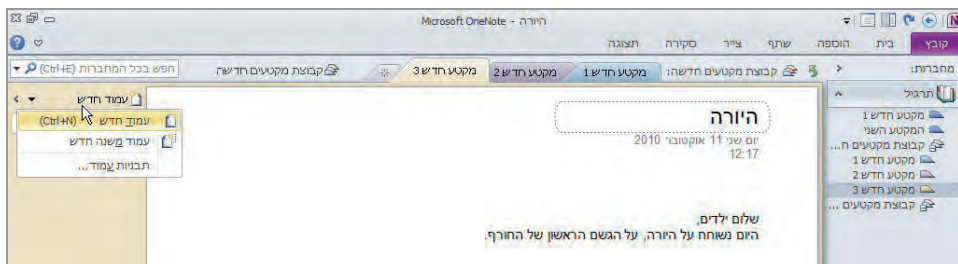 היורה - Microsoft OneNote
קובץ בית הוספה שתף צייר סקירה תצוגה
מחברות:
קבוצת מקטעים חדשה: מקטע חדש 1 מקטע חדש 2 מקטע חדש 3 קבוצת מקטעים חדשה
חפש בכל המחברות (Ctrl+E)
תרגיל
מקטע חדש 1
המקטע השני
קבוצת מקטעים ח...
מקטע חדש 1
מקטע חדש 2
מקטע חדש 3
קבוצת מקטעים ...
היורה
יום שני 11 אוקטובר 2010
12:17
שלום ילדים,
היום נשוחח על היורה, על הגשם הראשון של החורף.
עמוד חדש
עמוד חדש (Ctrl+N)
עמוד משנה חדש
תבניות עמוד...